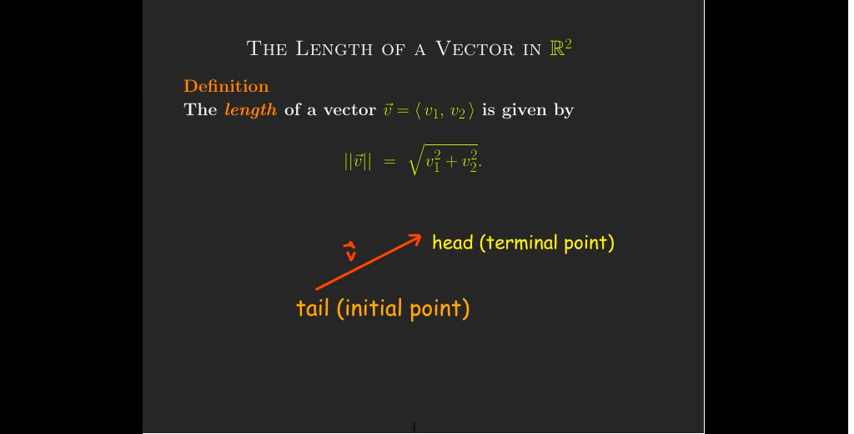 The Length of a Vector in ℝ²
Definition
The length of a vector v⃗ = ⟨ v₁, v₂ ⟩ is given by
||v⃗|| = √(v₁² + v₂²).
v⃗
head (terminal point)
tail (initial point)
4